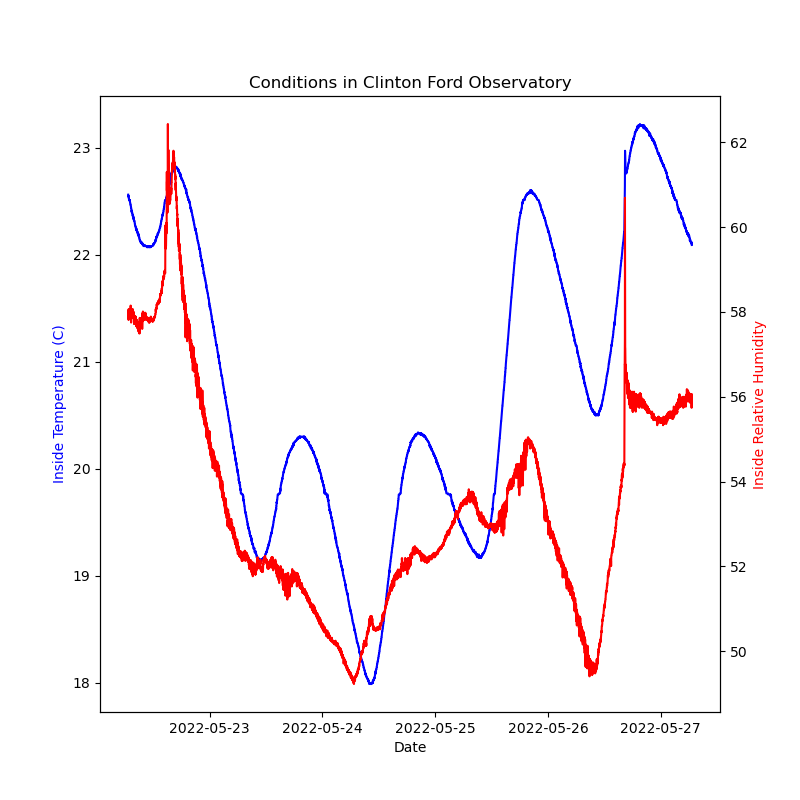 Conditions in Clinton Ford Observatory
23
22
21
20
19
18
Inside Temperature (C)
62
60
58
56
54
52
50
Inside Relative Humidity
2022-05-23 2022-05-24 2022-05-25 2022-05-26 2022-05-27
Date